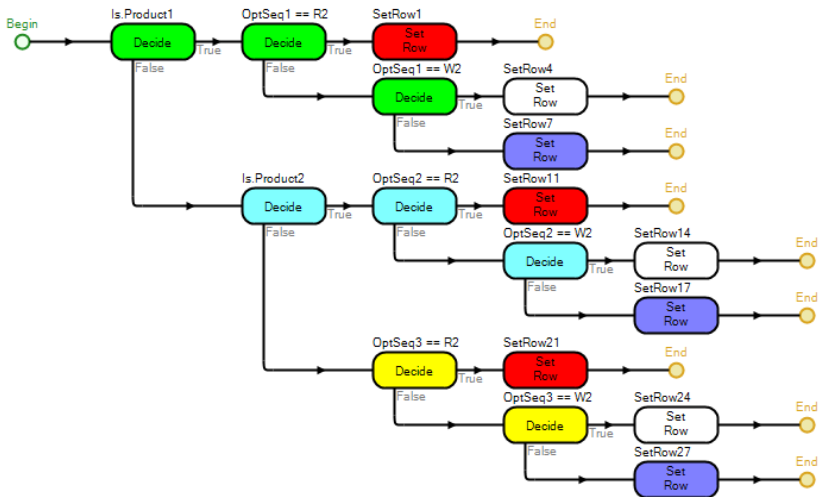 Begin
Is.Product1
OptSeq1 == R2
SetRow1
End
Decide
Decide
Set
Row
True
True
False
False
OptSeq1 == W2
SetRow4
End
Decide
Set
Row
True
False
SetRow7
End
Set
Row
Is.Product2
OptSeq2 == R2
SetRow11
End
Decide
Decide
Set
Row
True
True
False
False
OptSeq2 == W2
SetRow14
End
Decide
Set
Row
True
False
SetRow17
End
Set
Row
OptSeq3 == R2
SetRow21
End
Decide
Set
Row
True
False
OptSeq3 == W2
SetRow24
End
Decide
Set
Row
True
False
SetRow27
End
Set
Row